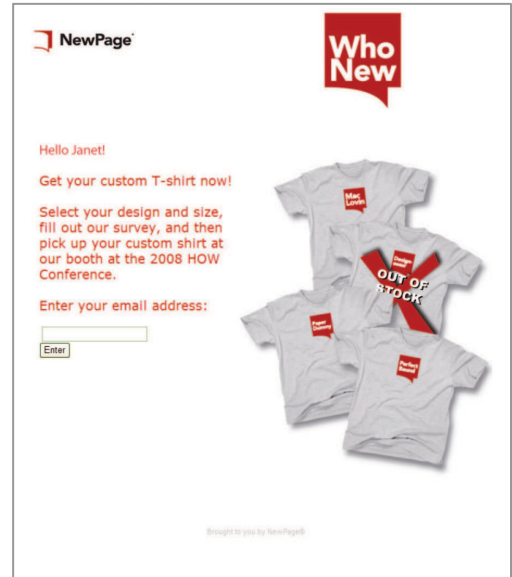 NewPage®
Who
New
Hello Janet!
Get your custom T-shirt now!
Select your design and size,
fill out our survey, and then
pick up your custom shirt at
our booth at the 2008 HOW
Conference.
Enter your email address:
Enter
Mac
Lovin
OUT OF
STOCK
Paper
Dummy
Perfect
Bound
Brought to you by NewPage®